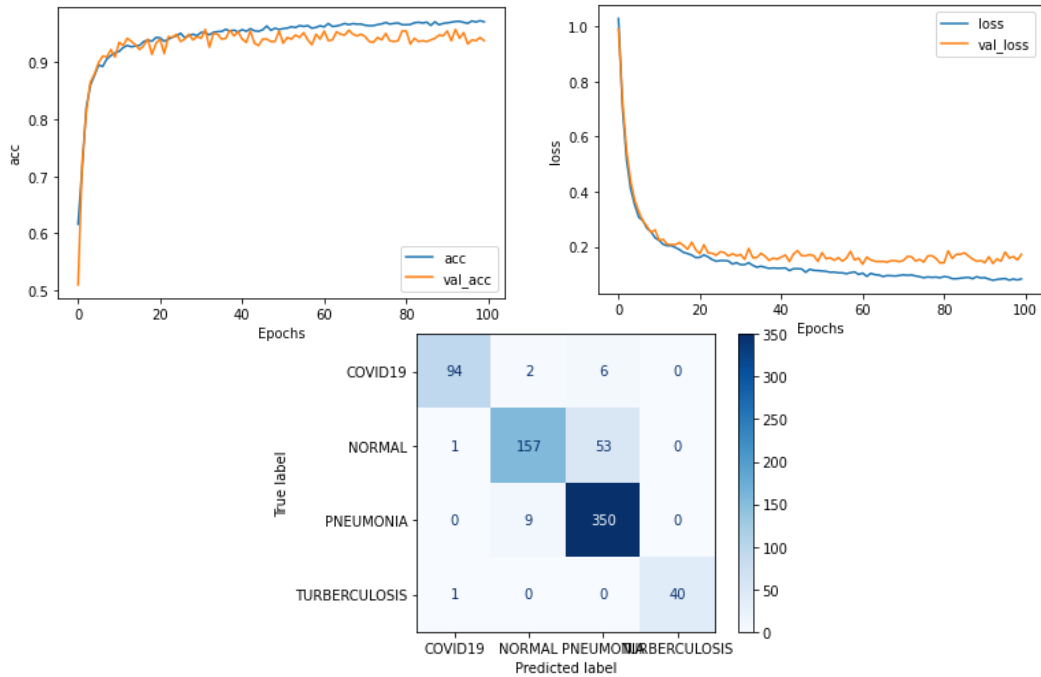 0.9
0.8
0.7
0.6
0.5
acc
acc
val_acc
0 20 40 60 80 100
Epochs
1.0
0.8
0.6
0.4
0.2
loss
loss
val_loss
0 20 40 60 80 100
Epochs
COVID19 94 2 6 0
NORMAL 1 157 53 0
PNEUMONIA 0 9 350 0
TURBERCULOSIS 1 0 0 40
True label
COVID19 NORMAL PNEUMONIA TURBERCULOSIS
Predicted label
350
300
250
200
150
100
50
0